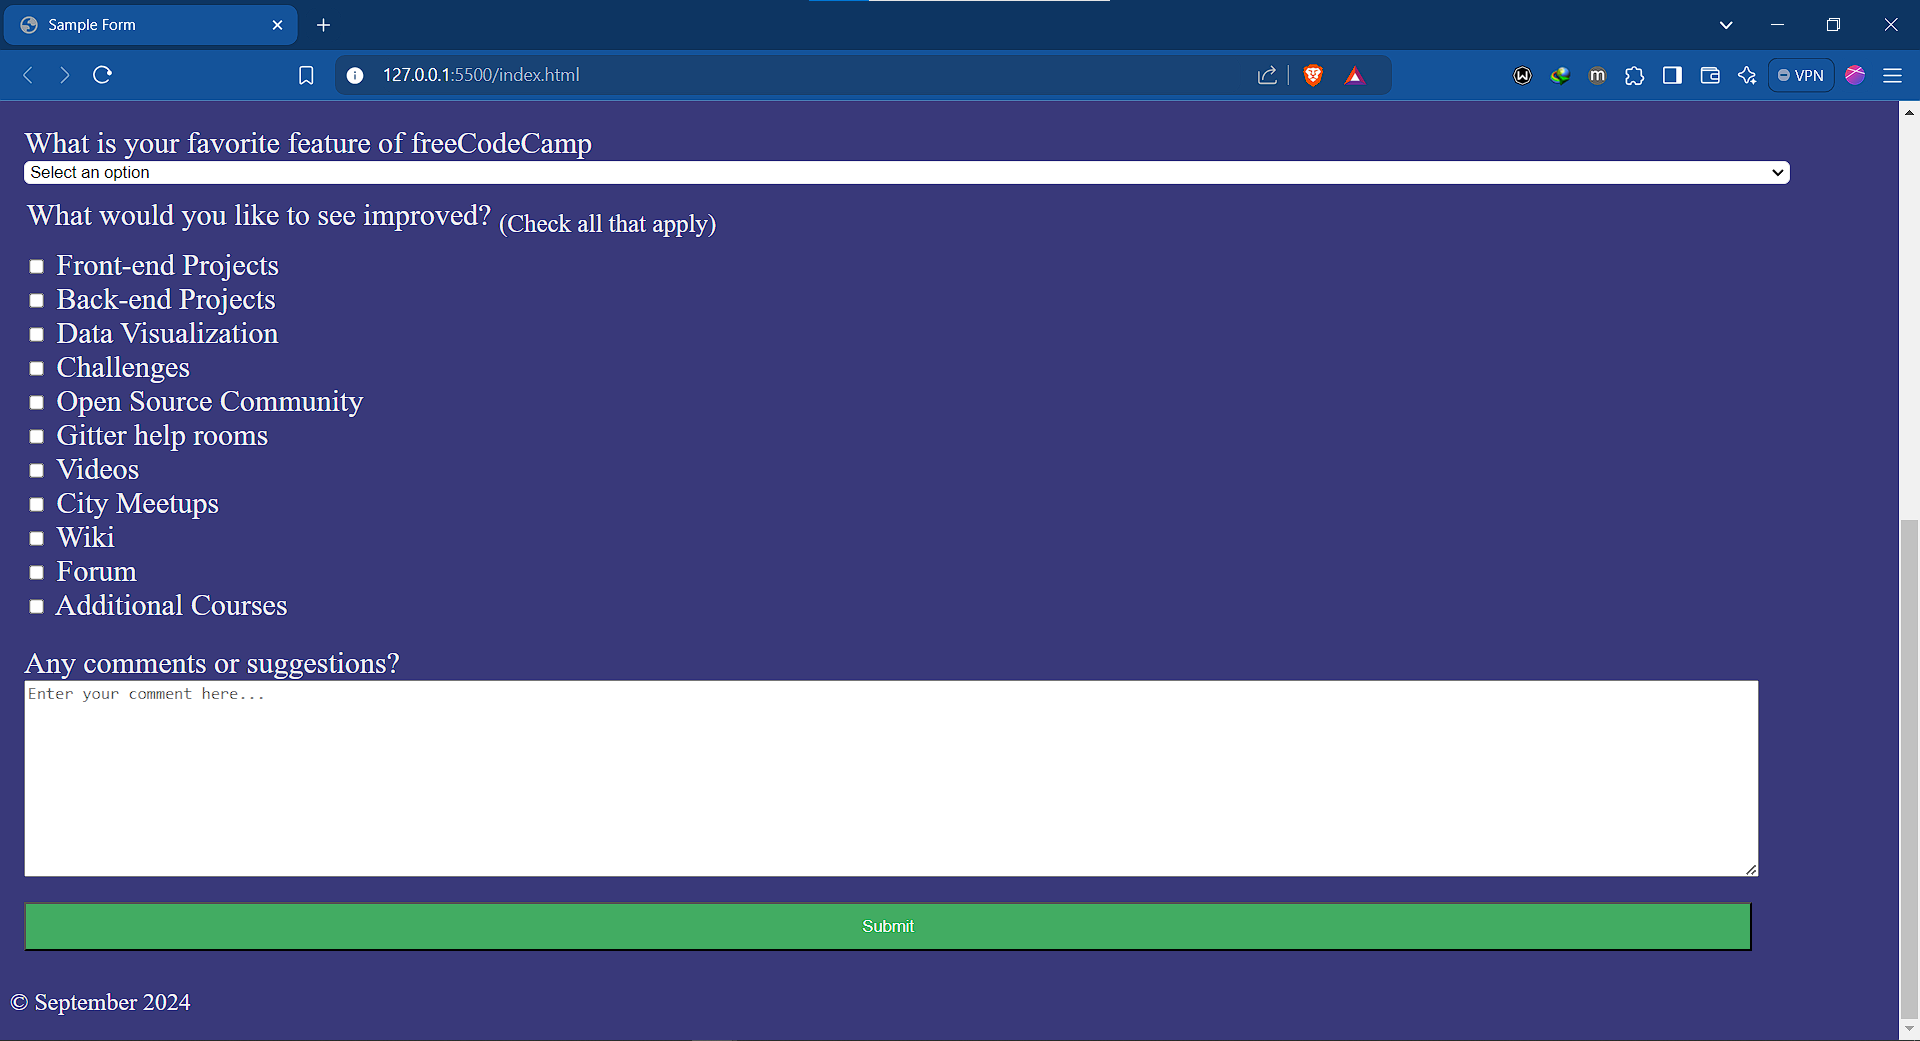 Sample Form
127.0.0.1:5500/index.html
VPN
What is your favorite feature of freeCodeCamp
Select an option
What would you like to see improved? (Check all that apply)
Front-end Projects
Back-end Projects
Data Visualization
Challenges
Open Source Community
Gitter help rooms
Videos
City Meetups
Wiki
Forum
Additional Courses
Any comments or suggestions?
Enter your comment here...
Submit
© September 2024